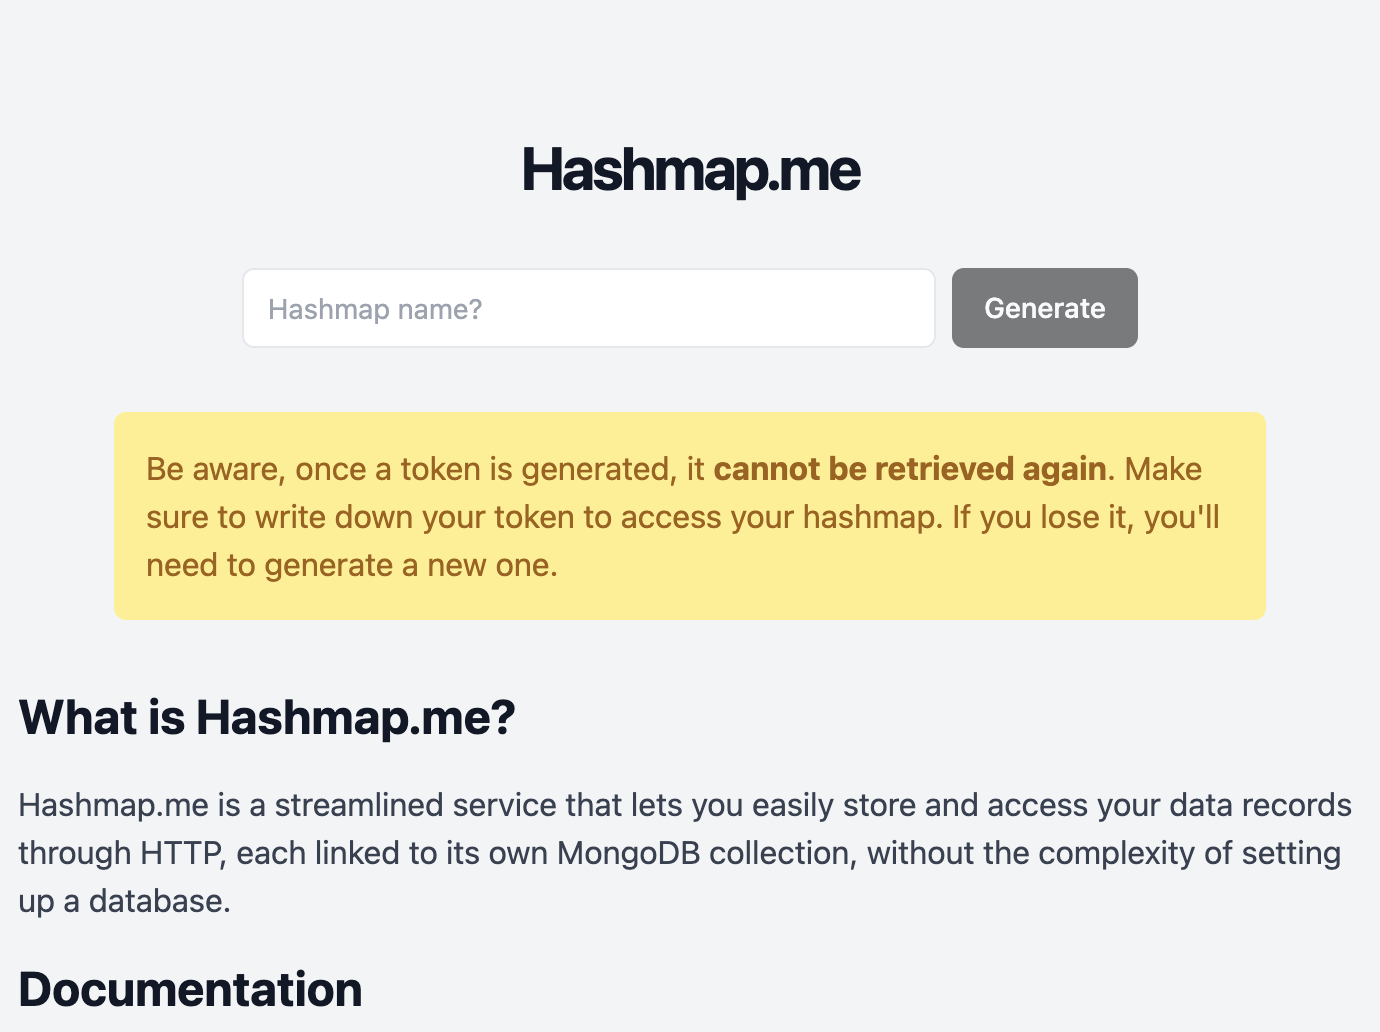 Hashmap.me
Hashmap name?
Generate
Be aware, once a token is generated, it cannot be retrieved again. Make
sure to write down your token to access your hashmap. If you lose it, you'll
need to generate a new one.
What is Hashmap.me?
Hashmap.me is a streamlined service that lets you easily store and access your data records
through HTTP, each linked to its own MongoDB collection, without the complexity of setting
up a database.
Documentation